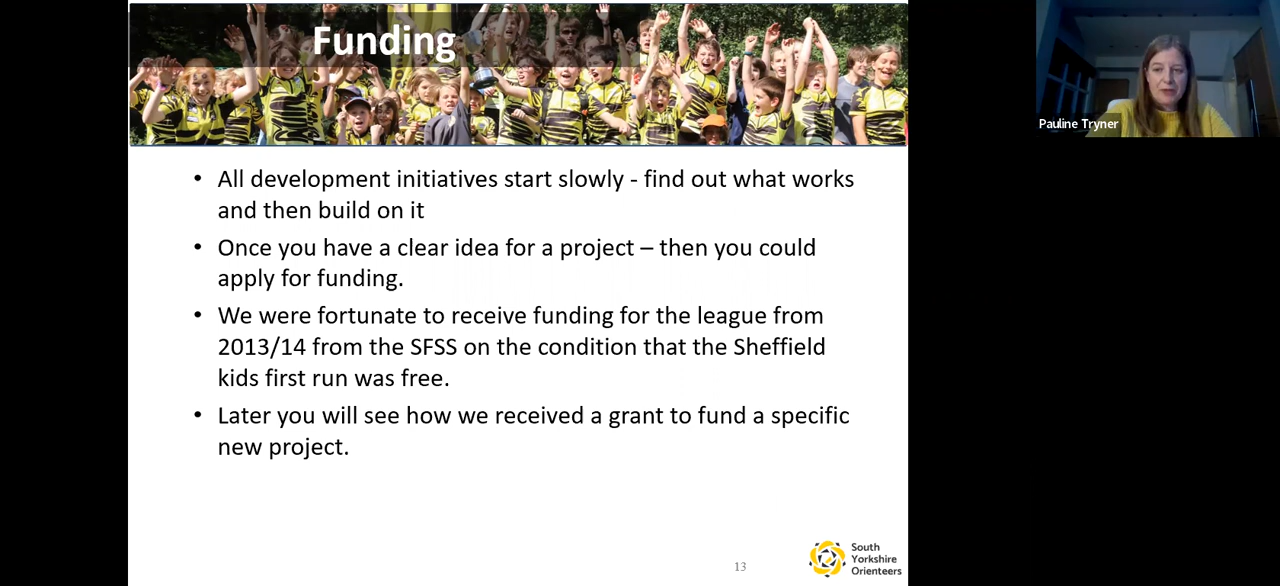 Funding
Pauline Tryner
• All development initiatives start slowly - find out what works
and then build on it
• Once you have a clear idea for a project – then you could
apply for funding.
• We were fortunate to receive funding for the league from
2013/14 from the SFSS on the condition that the Sheffield
kids first run was free.
• Later you will see how we received a grant to fund a specific
new project.
13
South
Yorkshire
Orienteers